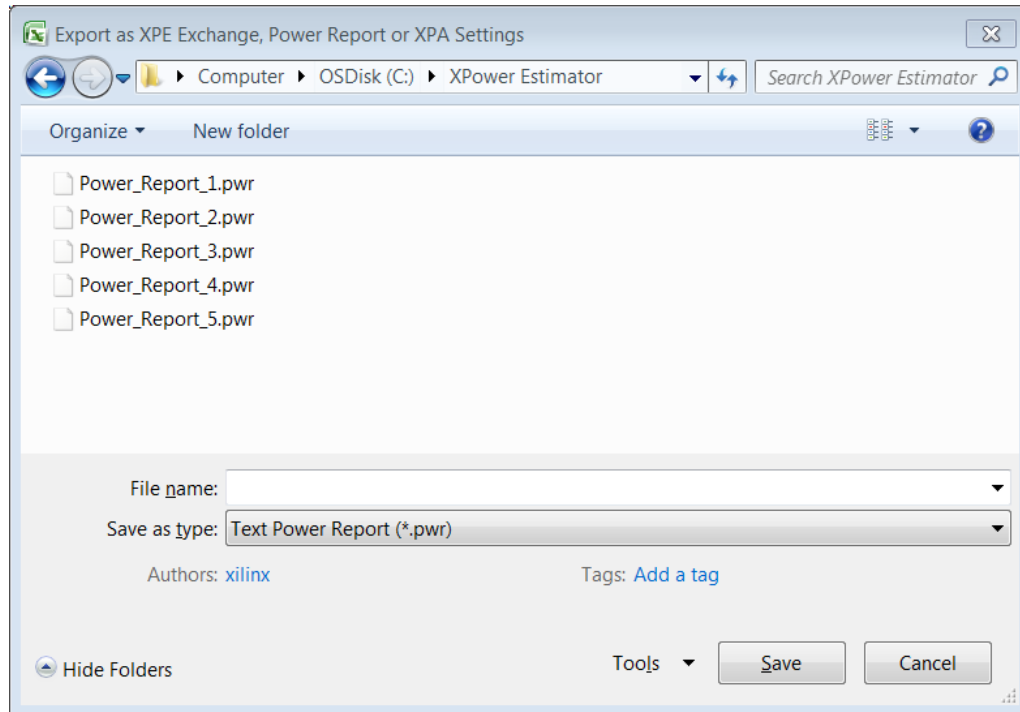 Export as XPE Exchange, Power Report or XPA Settings
Computer OSDisk (C:) XPower Estimator Search XPower Estimator
Organize New folder
Power_Report_1.pwr
Power_Report_2.pwr
Power_Report_3.pwr
Power_Report_4.pwr
Power_Report_5.pwr
File name:
Save as type: Text Power Report (*.pwr)
Authors: xilinx Tags: Add a tag
Hide Folders Tools Save Cancel